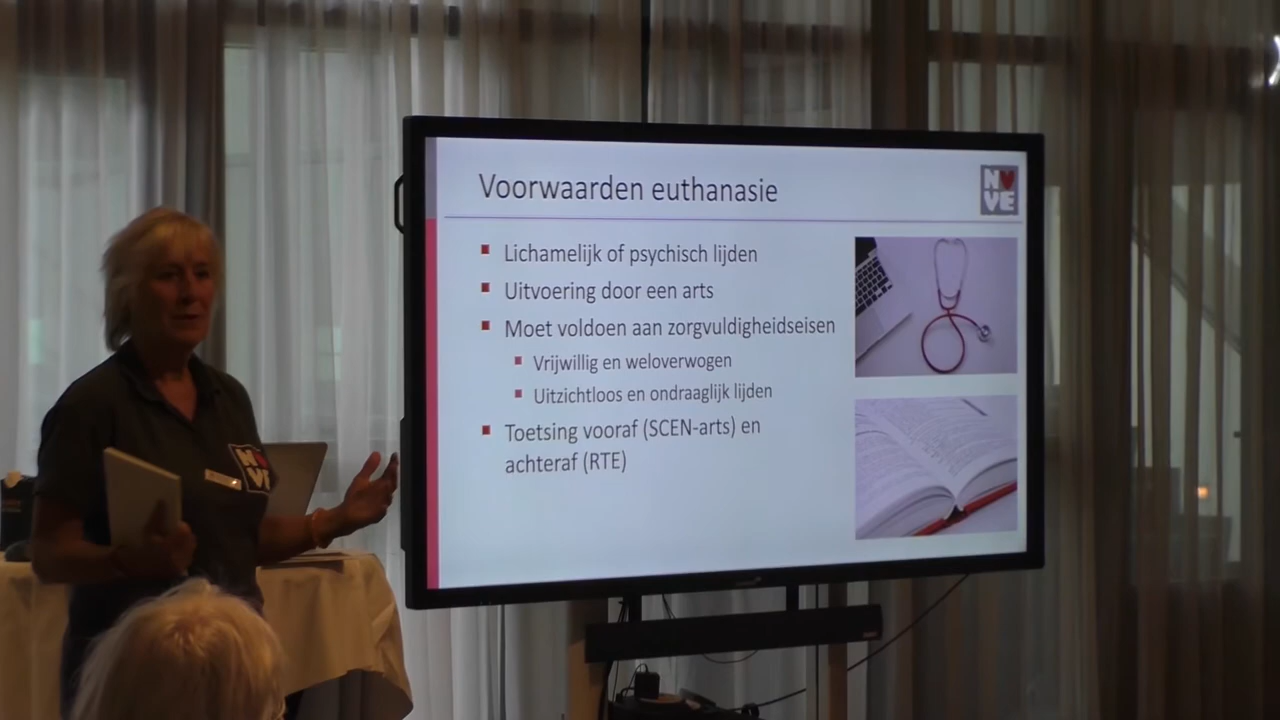 Voorwaarden euthanasie
NVVE
Lichamelijk of psychisch lijden
Uitvoering door een arts
Moet voldoen aan zorgvuldigheidseisen
Vrijwillig en weloverwogen
Uitzichtloos en ondraaglijk lijden
Toetsing vooraf (SCEN-arts) en
achteraf (RTE)
NVVE